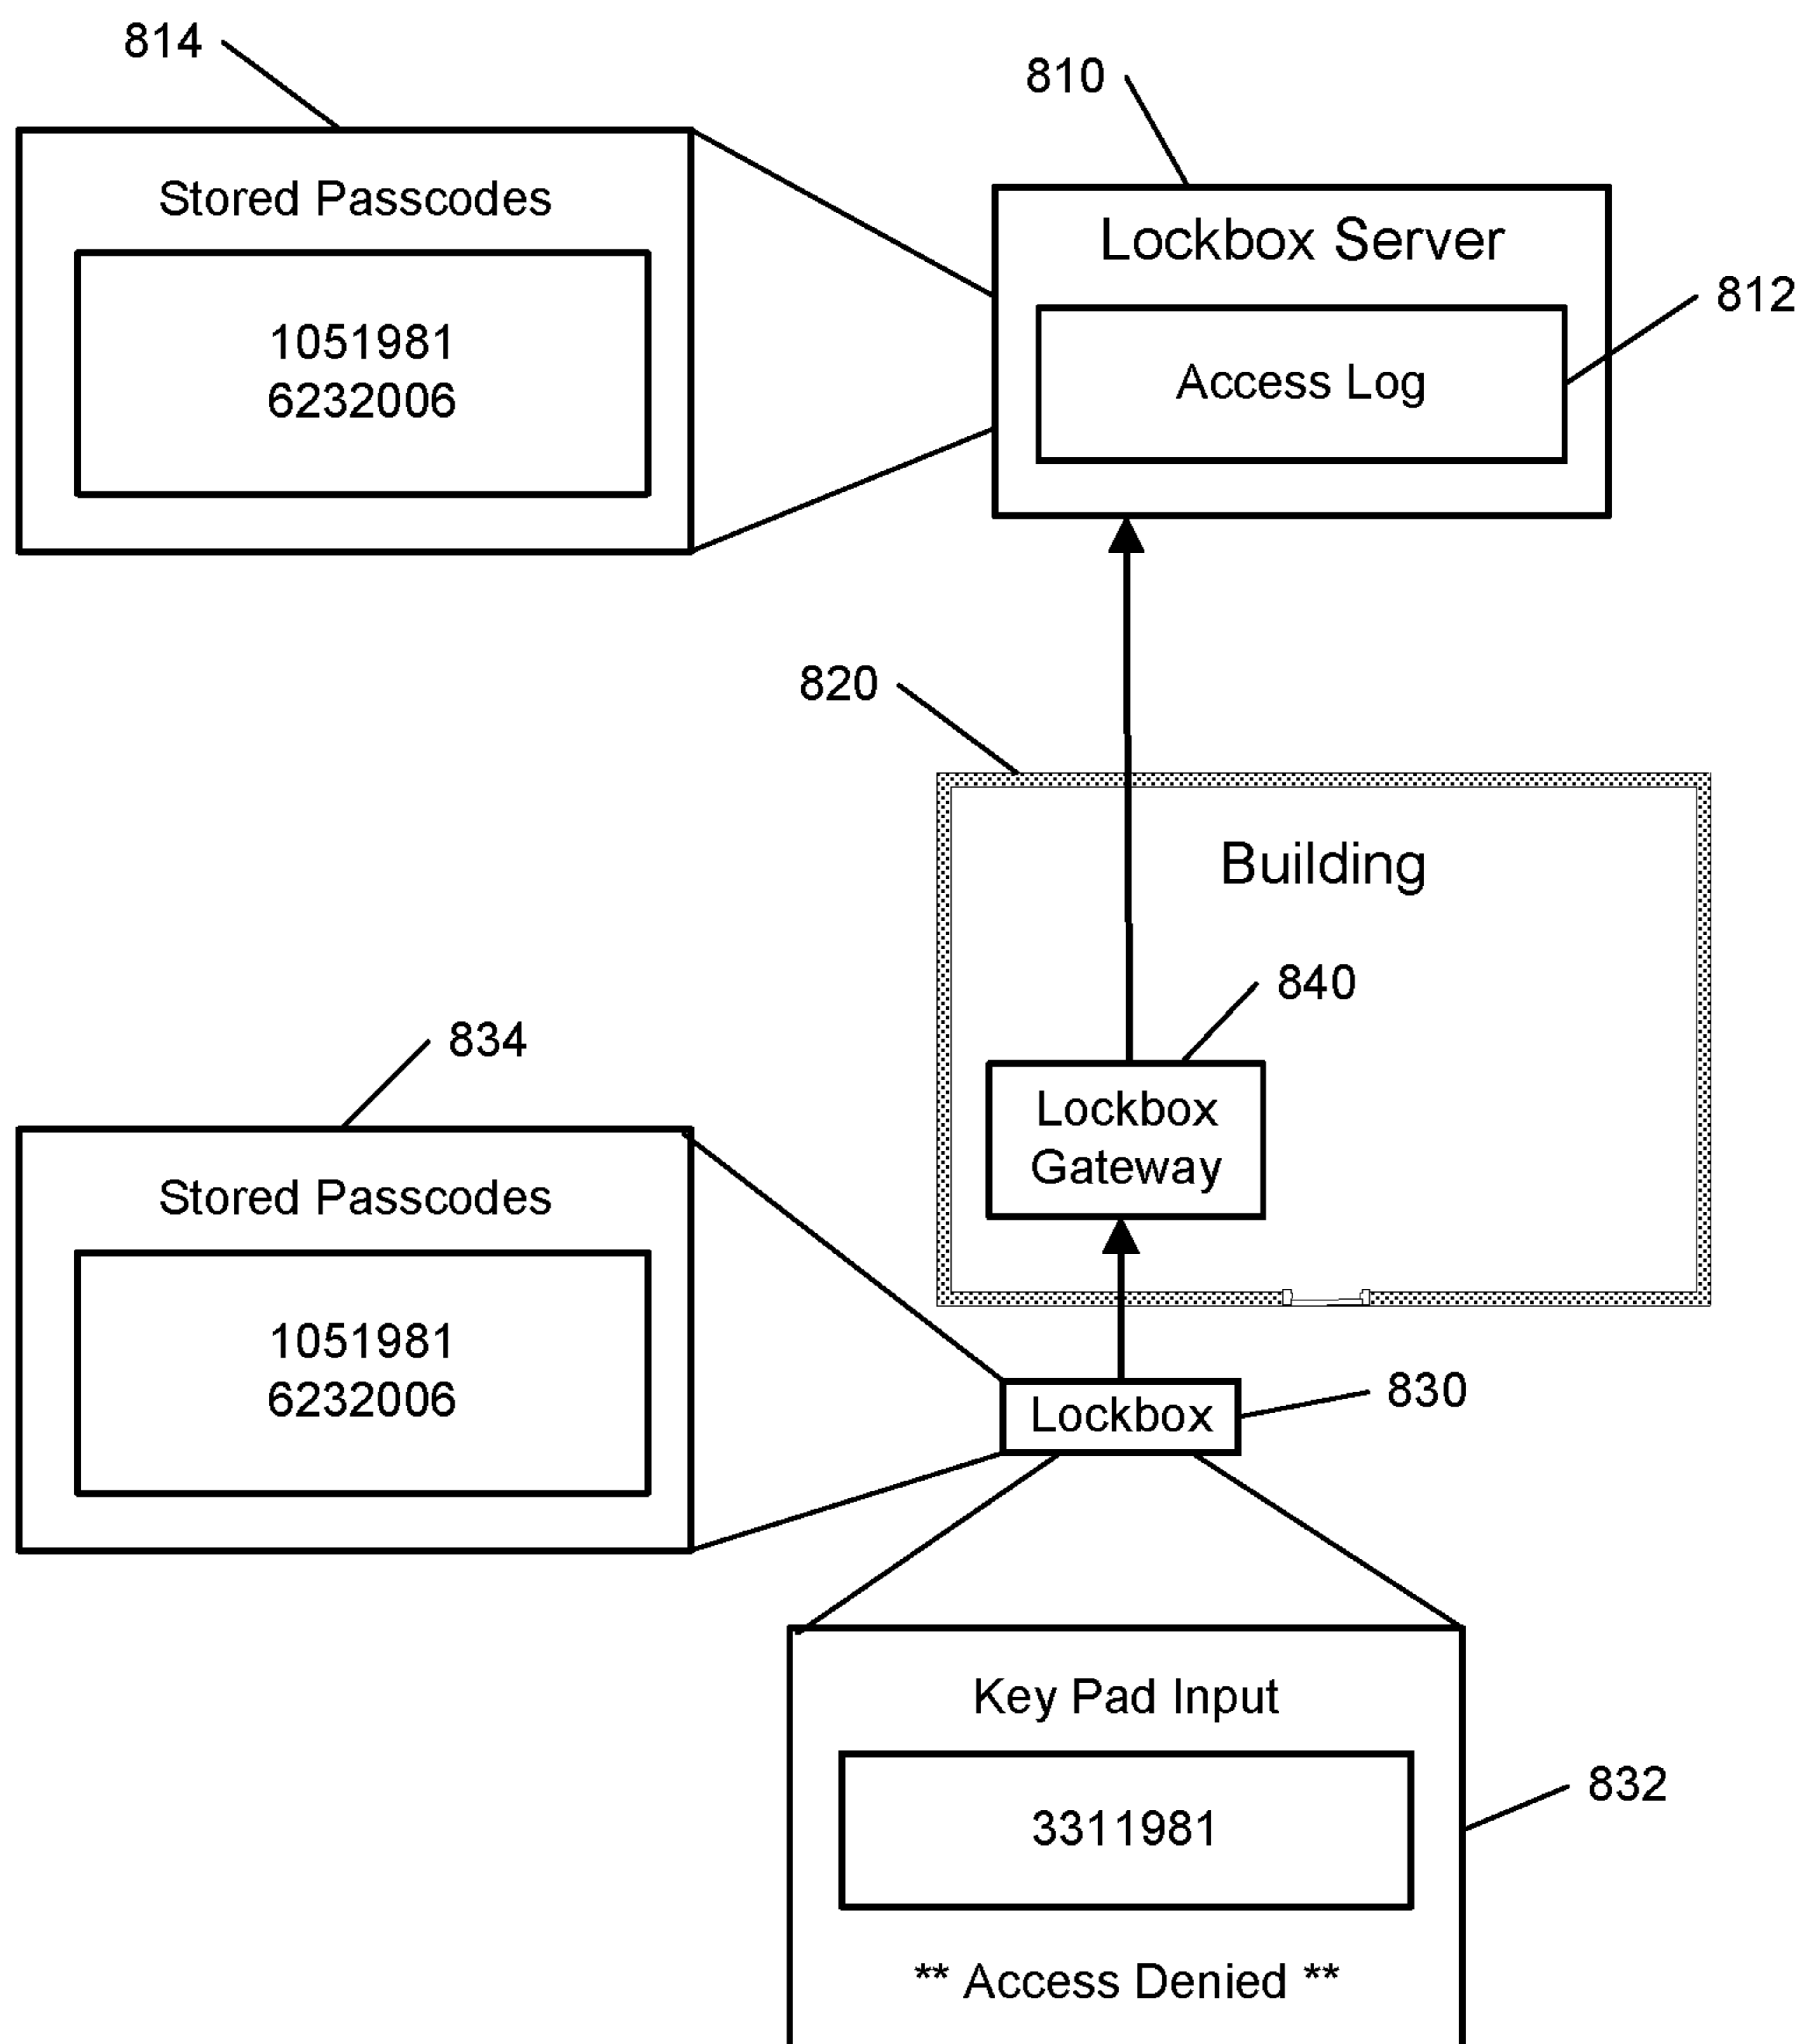 814
810
Stored Passcodes
Lockbox Server
812
1051981
6232006
Access Log
820
Building
840
834
Lockbox
Gateway
Stored Passcodes
1051981
6232006
830
Lockbox
Key Pad Input
832
3311981
** Access Denied **